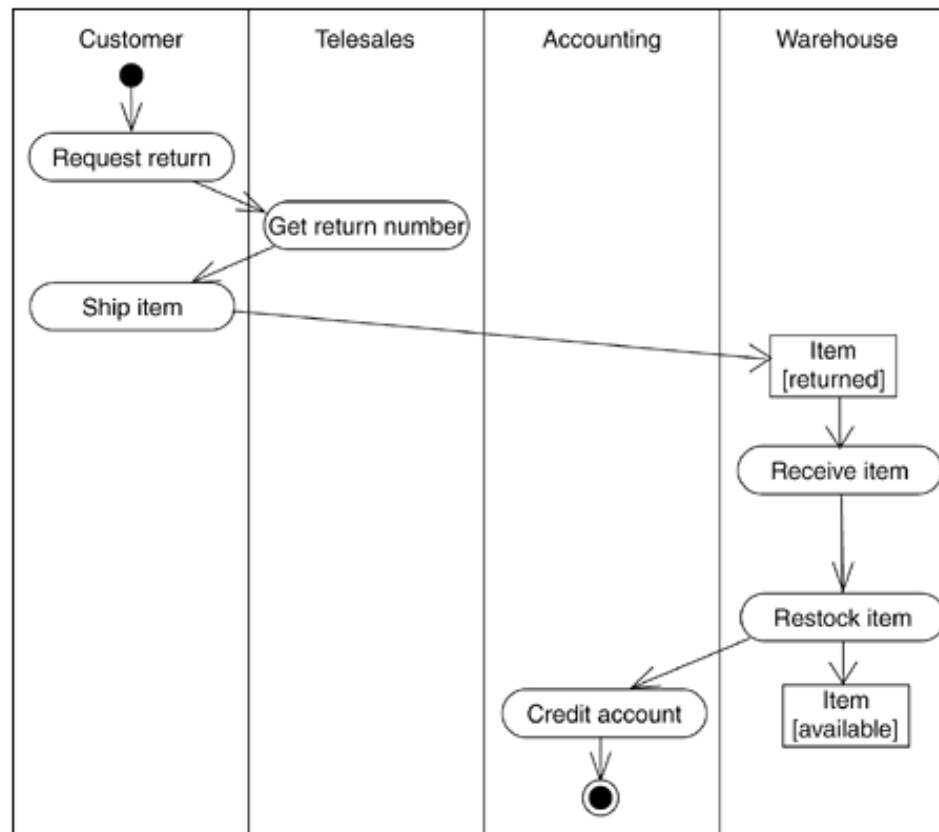 Customer
Telesales
Accounting
Warehouse
Request return
Get return number
Ship item
Item
[returned]
Receive item
Restock item
Item
[available]
Credit account